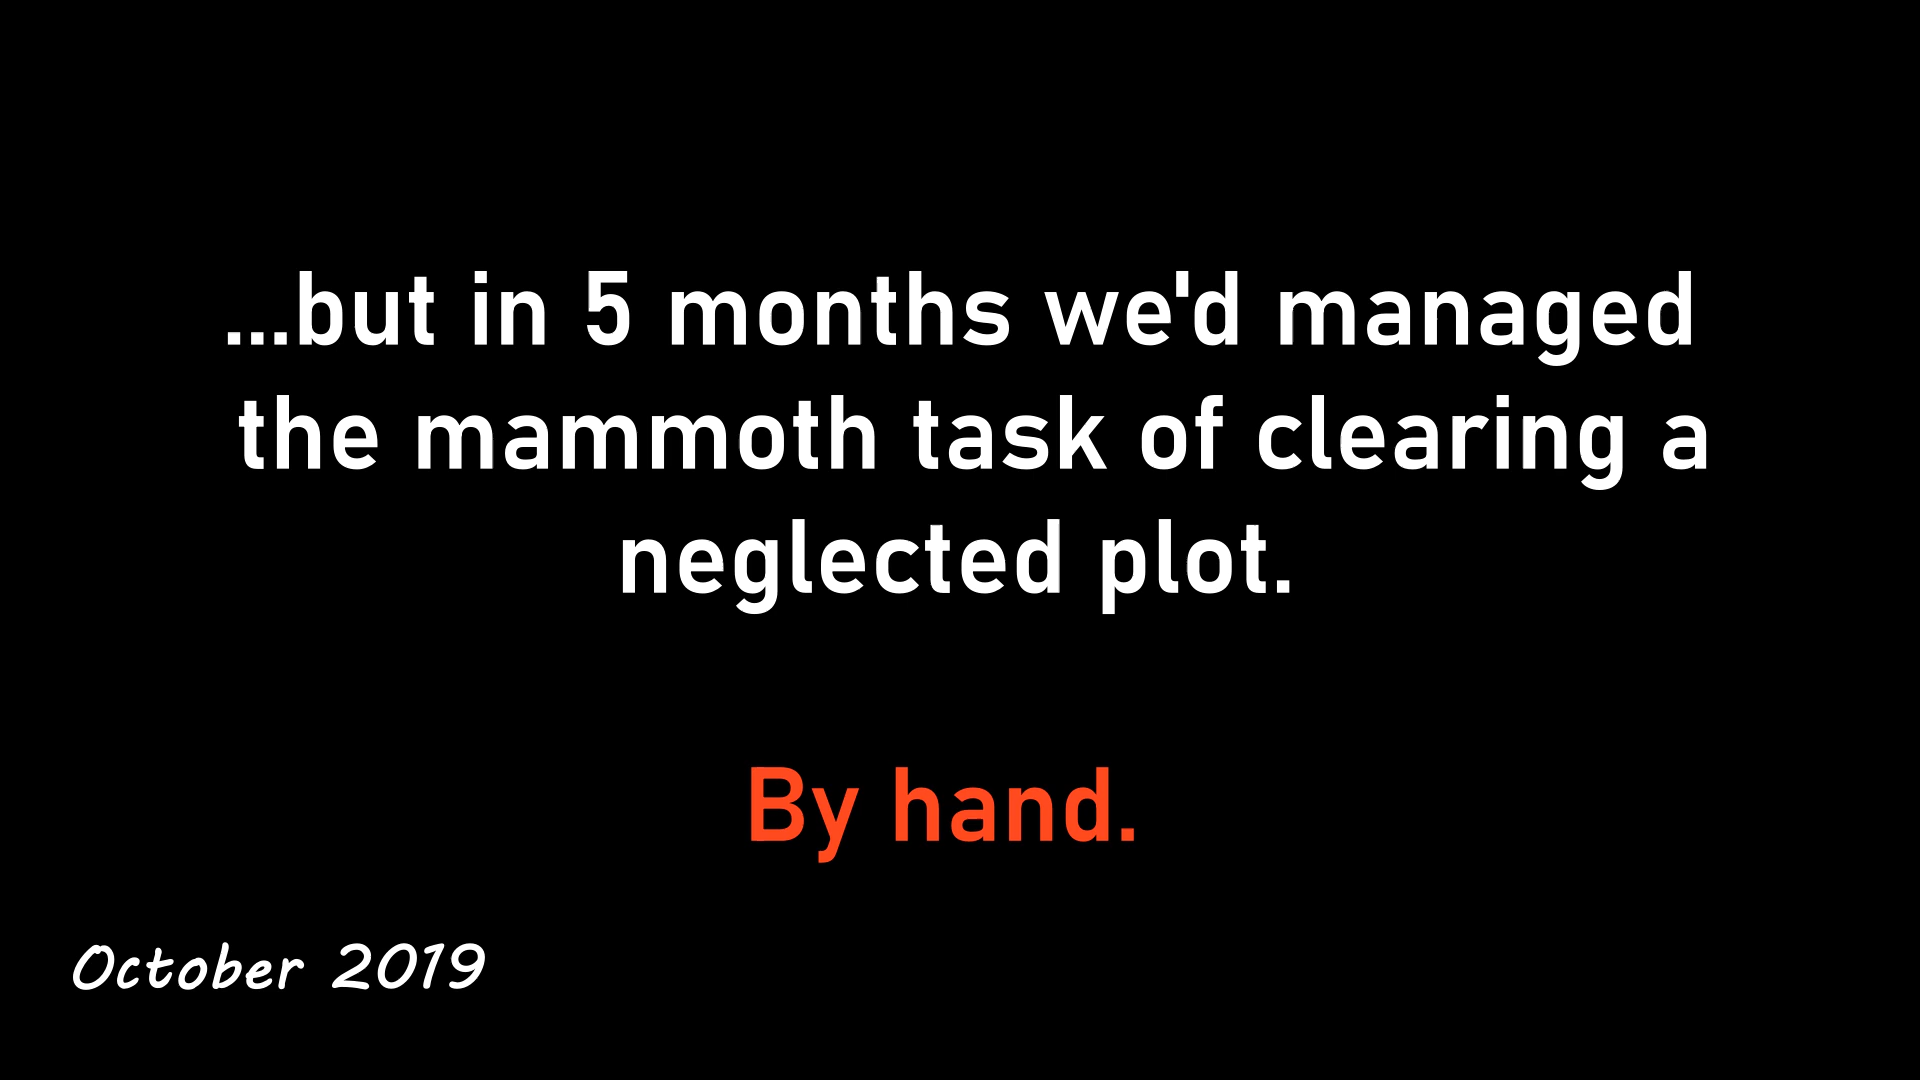 ...but in 5 months we'd managed
the mammoth task of clearing a
neglected plot.
By hand.
October 2019